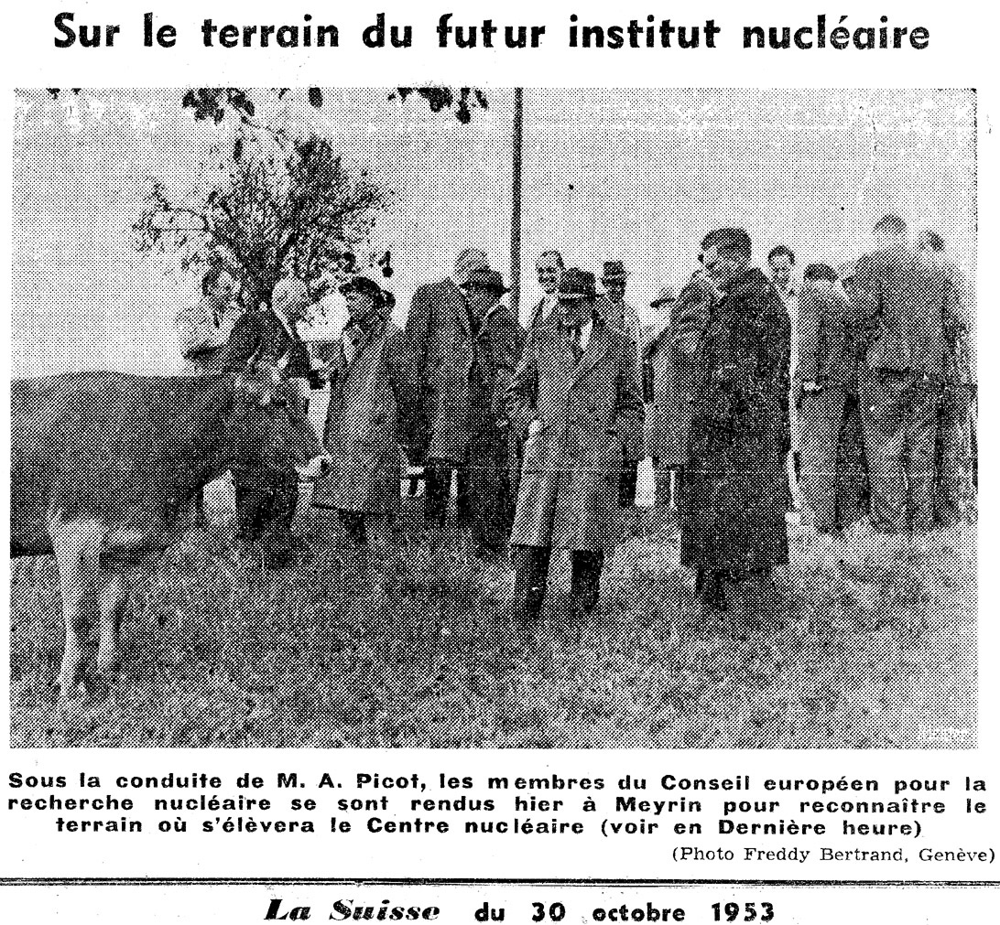 Sur le terrain du futur institut nucléaire
Sous la conduite de M. A. Picot, les membres du Conseil européen pour la
recherche nucléaire se sont rendus hier à Meyrin pour reconnaître le
terrain où s'élèvera le Centre nucléaire (voir en Dernière heure)
(Photo Freddy Bertrand, Genève)
La Suisse du 30 octobre 1953